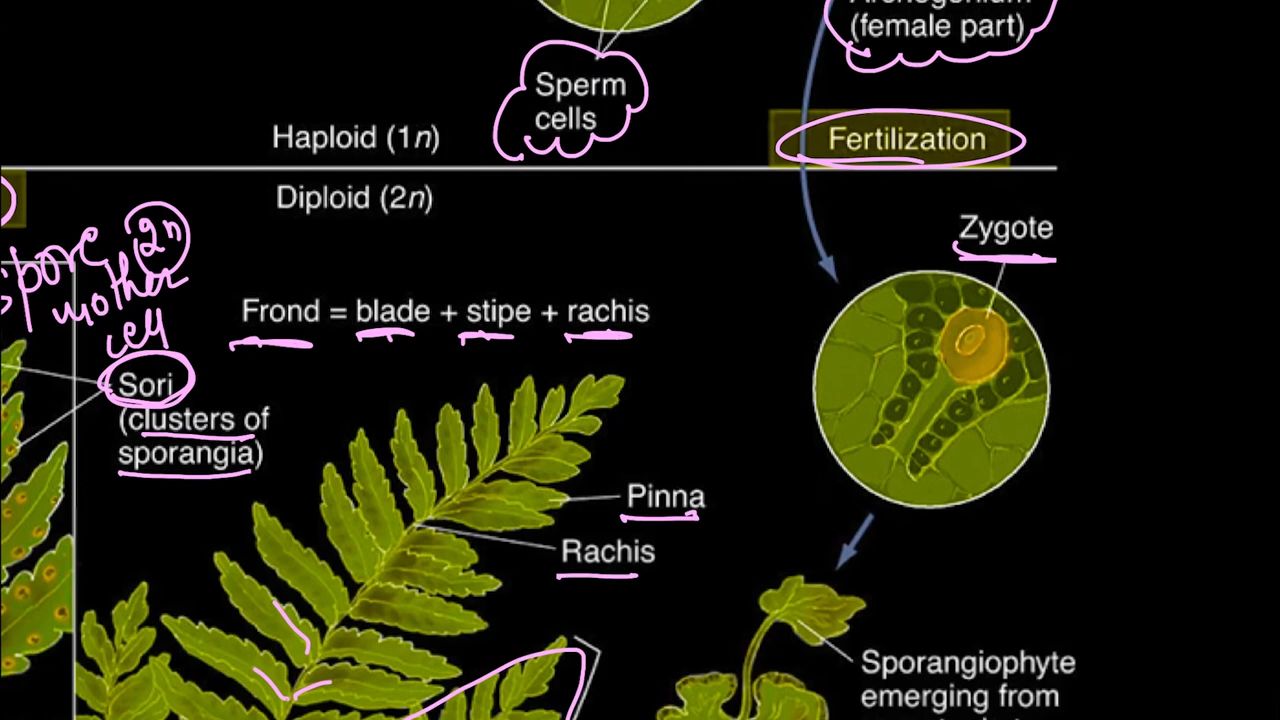 Archegonium
(female part)
Sperm
cells
Haploid (1n)
Fertilization
Diploid (2n)
Zygote
2n
spore
mother
cell
Frond = blade + stipe + rachis
Sori
(clusters of
sporangia)
Pinna
Rachis
Sporangiophyte
emerging from